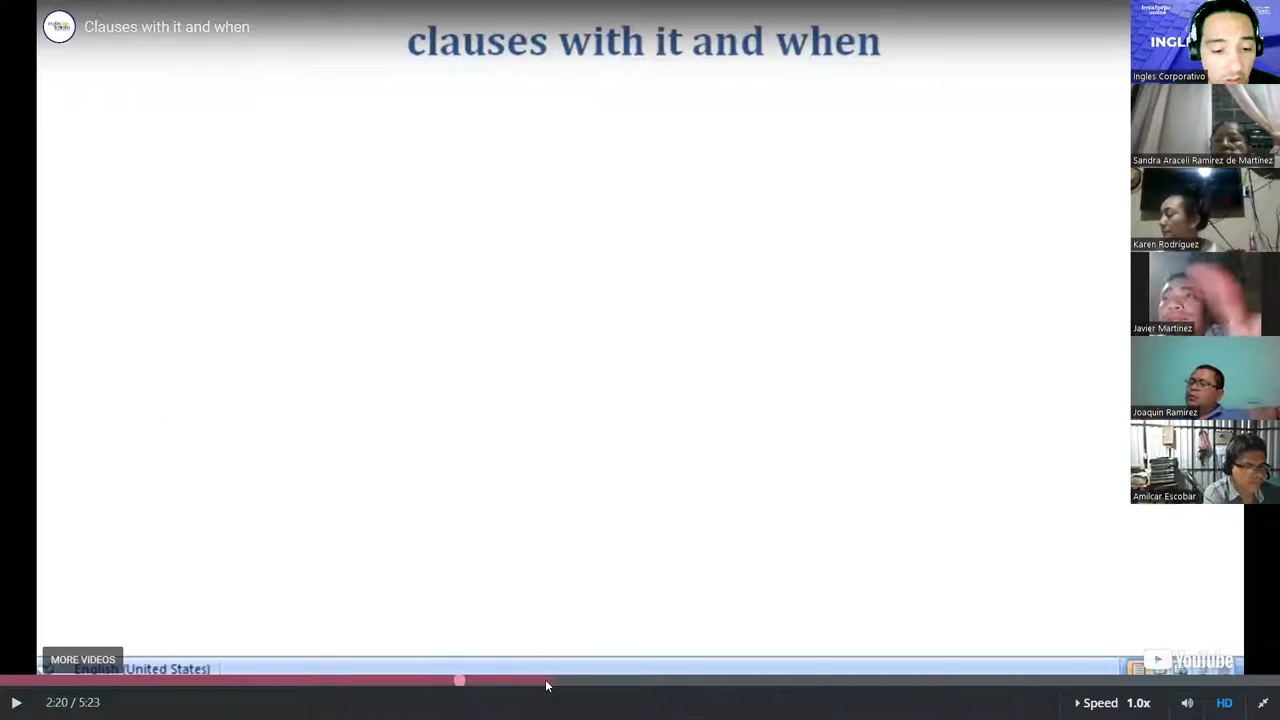 Clauses with it and when
clauses with it and when
INGL
Ingles Corporativo
Sandra Araceli Ramirez de Martínez
Karen Rodríguez
Javier Martinez
Joaquin Ramirez
Amilcar Escobar
MORE VIDEOS
English (United States)
YouTube
2:20 / 5:23
Speed 1.0x
HD